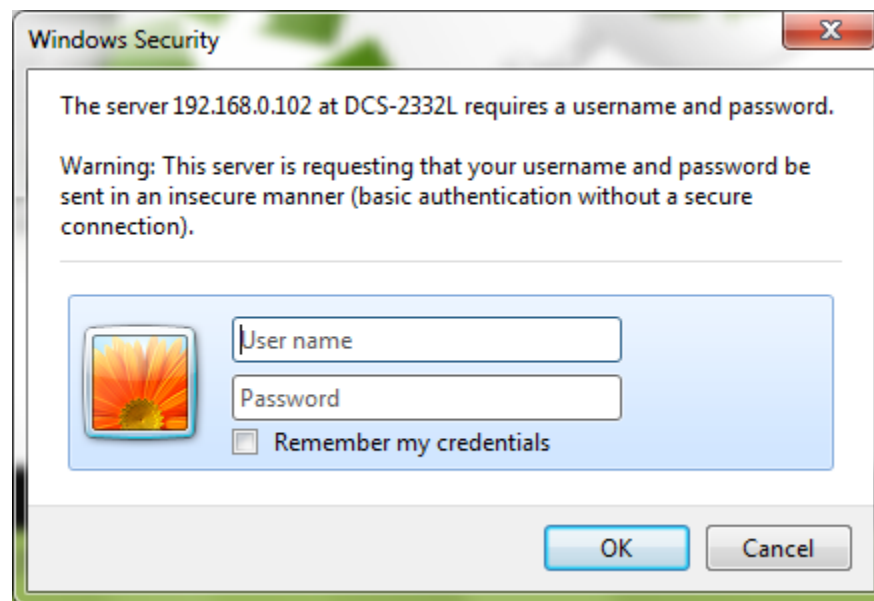 Windows Security
The server 192.168.0.102 at DCS-2332L requires a username and password.
Warning: This server is requesting that your username and password be
sent in an insecure manner (basic authentication without a secure
connection).
User name
Password
Remember my credentials
OK
Cancel